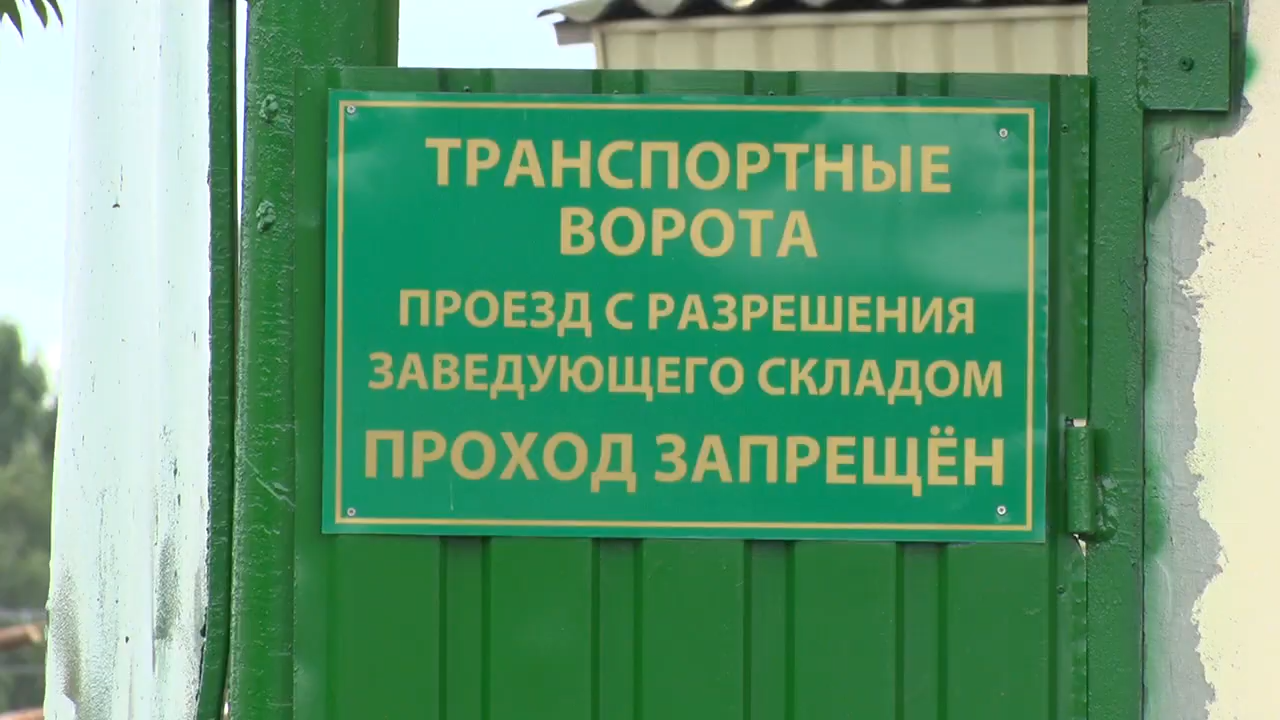 ТРАНСПОРТНЫЕ
ВОРОТА
ПРОЕЗД С РАЗРЕШЕНИЯ
ЗАВЕДУЮЩЕГО СКЛАДОМ
ПРОХОД ЗАПРЕЩЁН